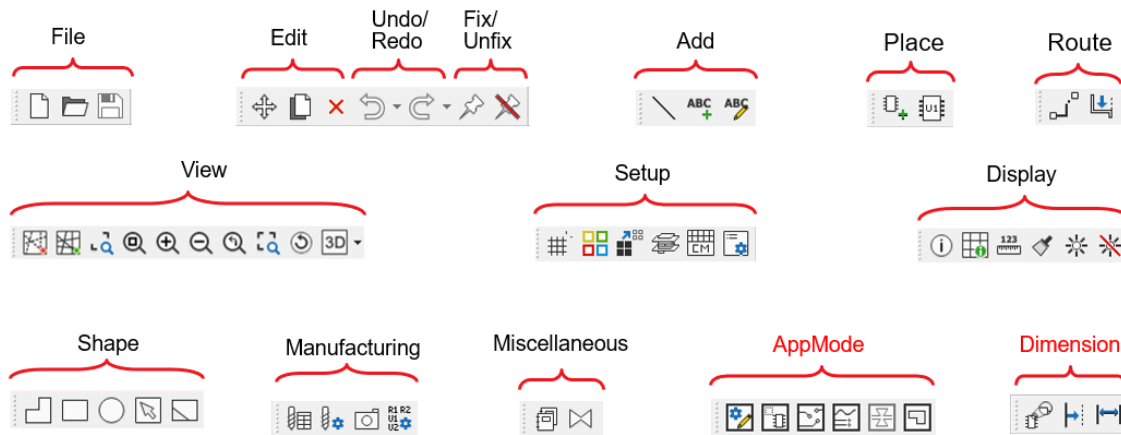 File
Edit
Undo/
Redo
Fix/
Unfix
Add
Place
Route
ABC
ABC
U1
View
Setup
Display
3D
CM
123
Shape
Manufacturing
Miscellaneous
AppMode
Dimension
R1 R2
U1
U2